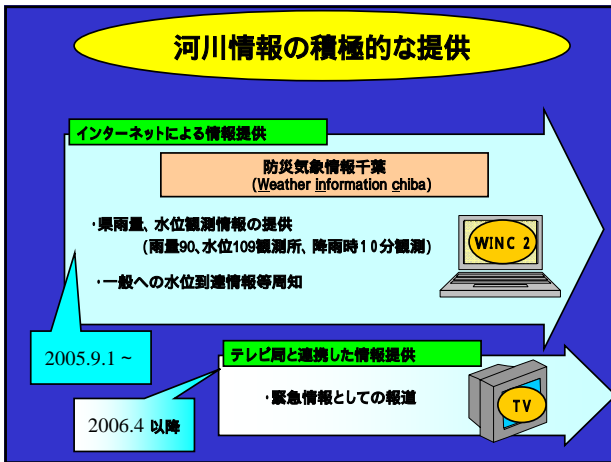 河川情報の積極的な提供
インターネットによる情報提供
防災気象情報千葉
(Weather information chiba)
・県雨量、水位観測情報の提供
(雨量90、水位109観測所、降雨時10分観測)
WINC 2
・一般への水位到達情報等周知
2005.9.1～
テレビ局と連携した情報提供
・緊急情報としての報道
TV
2006.4 以降